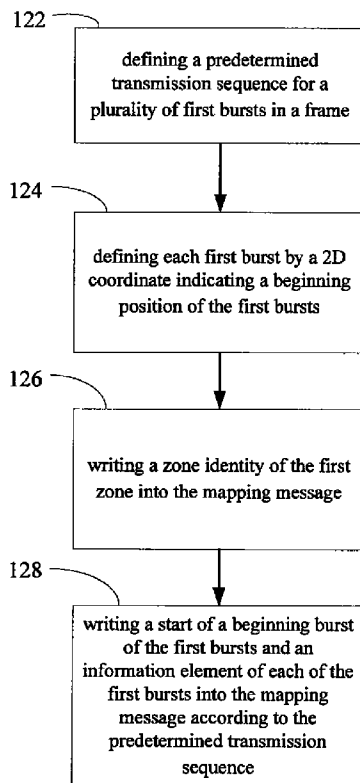 122
defining a predetermined
transmission sequence for a
plurality of first bursts in a frame
124
defining each first burst by a 2D
coordinate indicating a beginning
position of the first bursts
126
writing a zone identity of the first
zone into the mapping message
128
writing a start of a beginning burst
of the first bursts and an
information element of each of the
first bursts into the mapping
message according to the
predetermined transmission
sequence